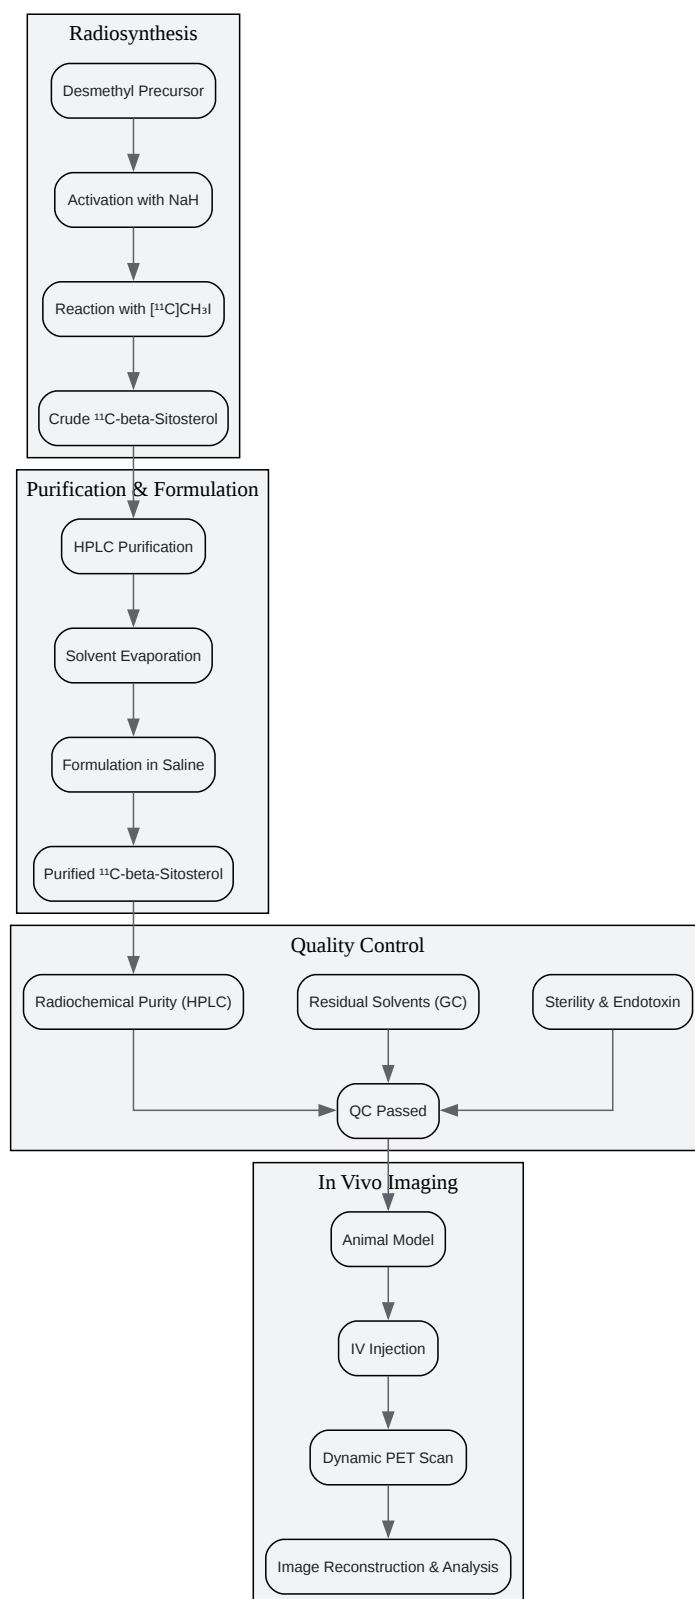 Radiosynthesis
Desmethyl Precursor
Activation with NaH
Reaction with [¹¹C]CH₃I
Crude ¹¹C-beta-Sitosterol
Purification & Formulation
HPLC Purification
Solvent Evaporation
Formulation in Saline
Purified ¹¹C-beta-Sitosterol
Quality Control
Radiochemical Purity (HPLC)
Residual Solvents (GC)
Sterility & Endotoxin
QC Passed
In Vivo Imaging
Animal Model
IV Injection
Dynamic PET Scan
Image Reconstruction & Analysis